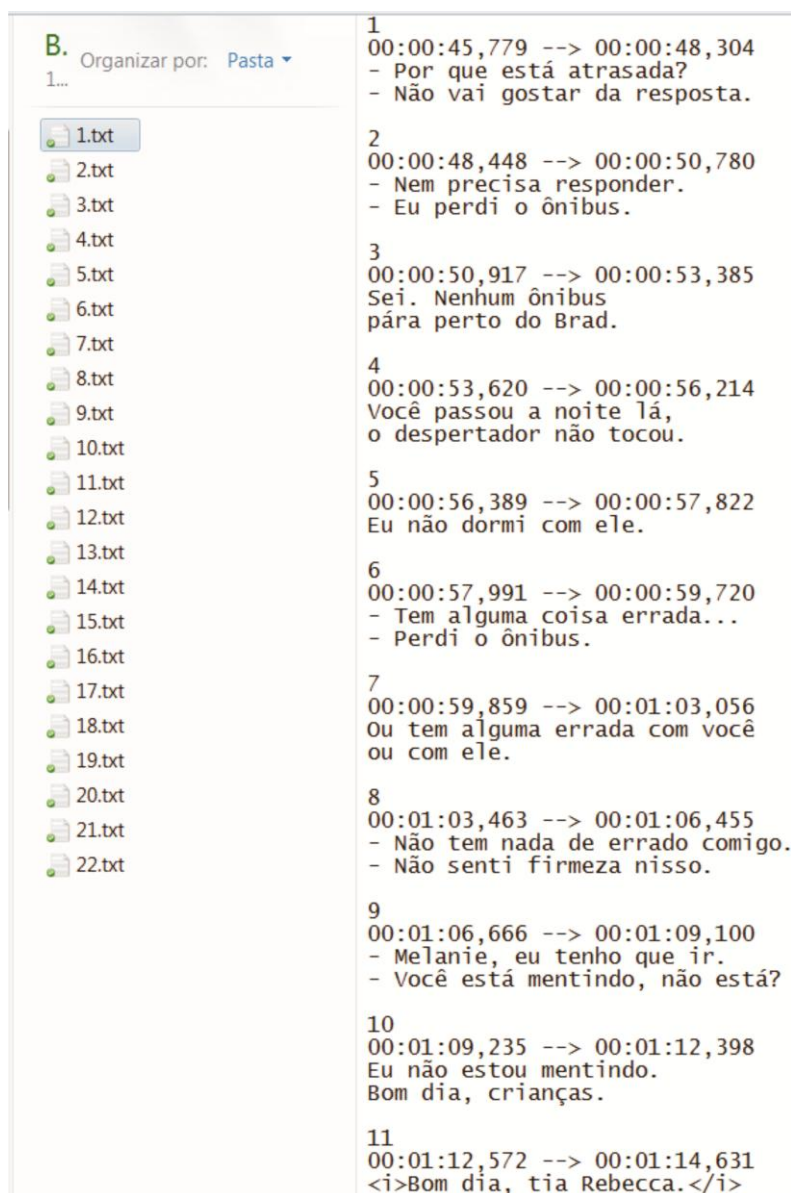 B.
Organizar por: Pasta
1...
1.txt
2.txt
3.txt
4.txt
5.txt
6.txt
7.txt
8.txt
9.txt
10.txt
11.txt
12.txt
13.txt
14.txt
15.txt
16.txt
17.txt
18.txt
19.txt
20.txt
21.txt
22.txt
1
00:00:45,779 --> 00:00:48,304
- Por que está atrasada?
- Não vai gostar da resposta.
2
00:00:48,448 --> 00:00:50,780
- Nem precisa responder.
- Eu perdi o ônibus.
3
00:00:50,917 --> 00:00:53,385
Sei. Nenhum ônibus
pára perto do Brad.
4
00:00:53,620 --> 00:00:56,214
Você passou a noite lá,
o despertador não tocou.
5
00:00:56,389 --> 00:00:57,822
Eu não dormi com ele.
6
00:00:57,991 --> 00:00:59,720
- Tem alguma coisa errada...
- Perdi o ônibus.
7
00:00:59,859 --> 00:01:03,056
Ou tem alguma errada com você
ou com ele.
8
00:01:03,463 --> 00:01:06,455
- Não tem nada de errado comigo.
- Não senti firmeza nisso.
9
00:01:06,666 --> 00:01:09,100
- Melanie, eu tenho que ir.
- Você está mentindo, não está?
10
00:01:09,235 --> 00:01:12,398
Eu não estou mentindo.
Bom dia, crianças.
11
00:01:12,572 --> 00:01:14,631
<i>Bom dia, tia Rebecca.</i>